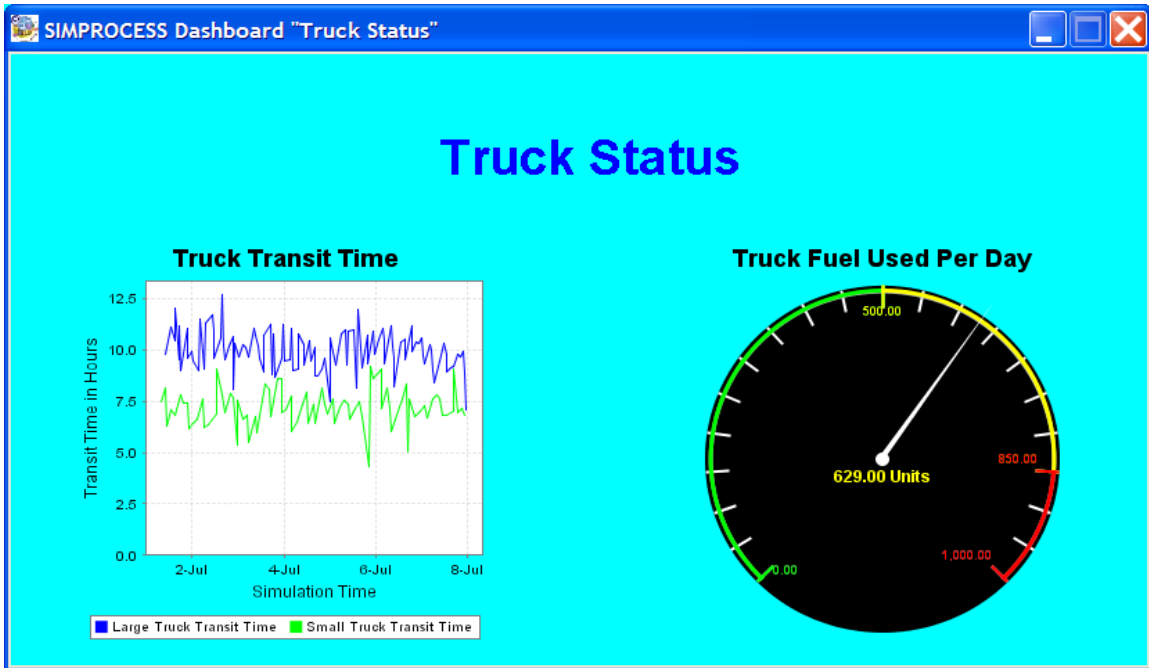 SIMPROCESS Dashboard "Truck Status"
Truck Status
Truck Transit Time
12.5
10.0
7.5
5.0
2.5
0.0
Transit Time in Hours
2-Jul 4-Jul 6-Jul 8-Jul
Simulation Time
Large Truck Transit Time Small Truck Transit Time
Truck Fuel Used Per Day
500.00
850.00
629.00 Units
1,000.00
0.00